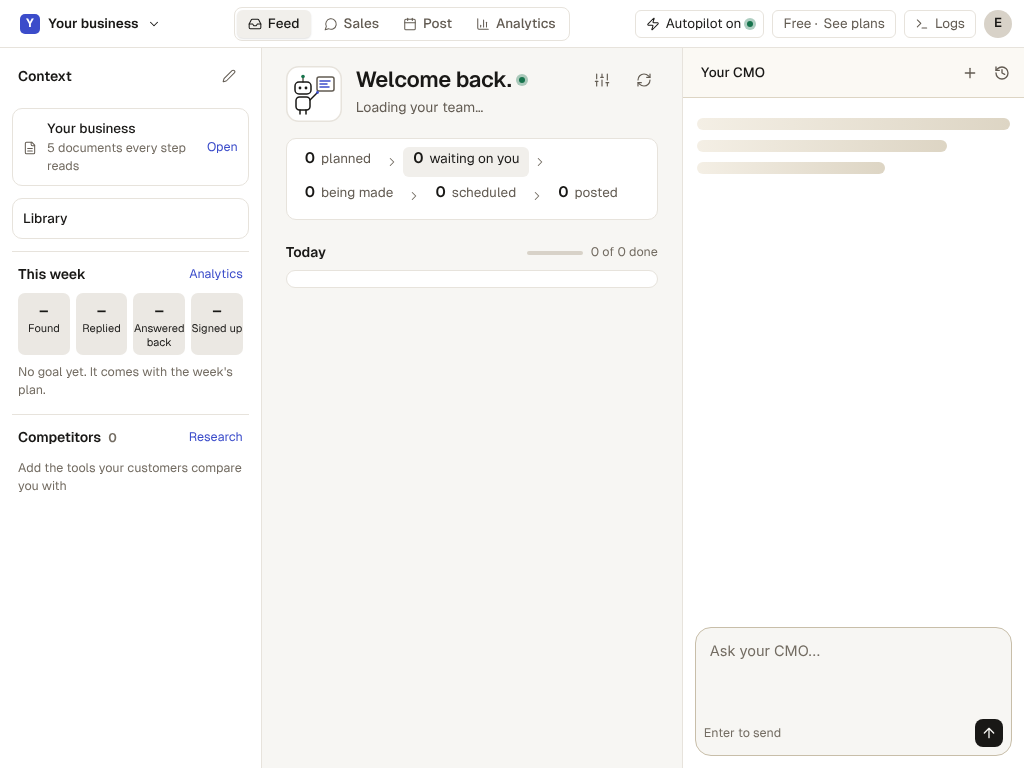 Y Your business
Feed
Sales
Post
Analytics
Autopilot on
Free · See plans
Logs
E
Context
Your business
5 documents every step
reads
Open
Library
This week
Analytics
–
Found
–
Replied
–
Answered
back
–
Signed up
No goal yet. It comes with the week's
plan.
Competitors 0
Research
Add the tools your customers compare
you with
Welcome back.
Loading your team…
0 planned
0 waiting on you
0 being made
0 scheduled
0 posted
Today
0 of 0 done
Your CMO
Ask your CMO…
Enter to send